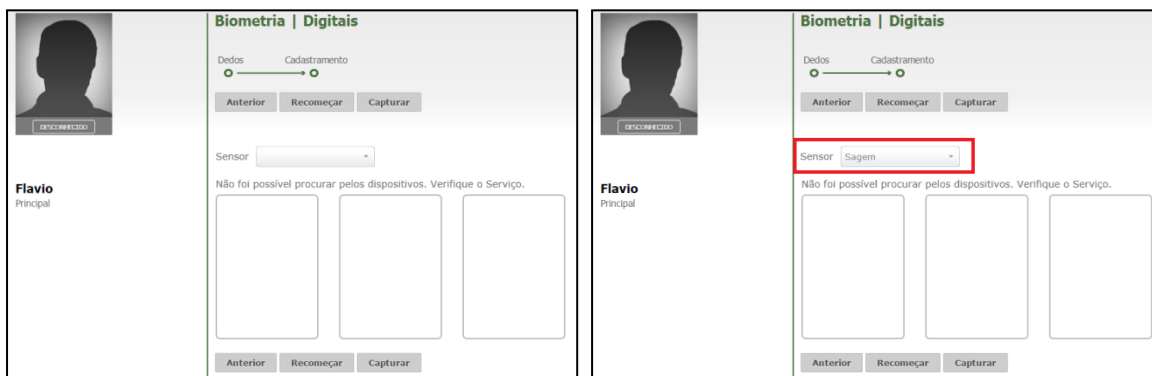 Biometria | Digitais
Dedos Cadastramento
Anterior Recomeçar Capturar
DESCONHECIDO
Sensor
Flavio
Principal
Não foi possível procurar pelos dispositivos. Verifique o Serviço.
Anterior Recomeçar Capturar
Biometria | Digitais
Dedos Cadastramento
Anterior Recomeçar Capturar
DESCONHECIDO
Sensor Sagem
Flavio
Principal
Não foi possível procurar pelos dispositivos. Verifique o Serviço.
Anterior Recomeçar Capturar